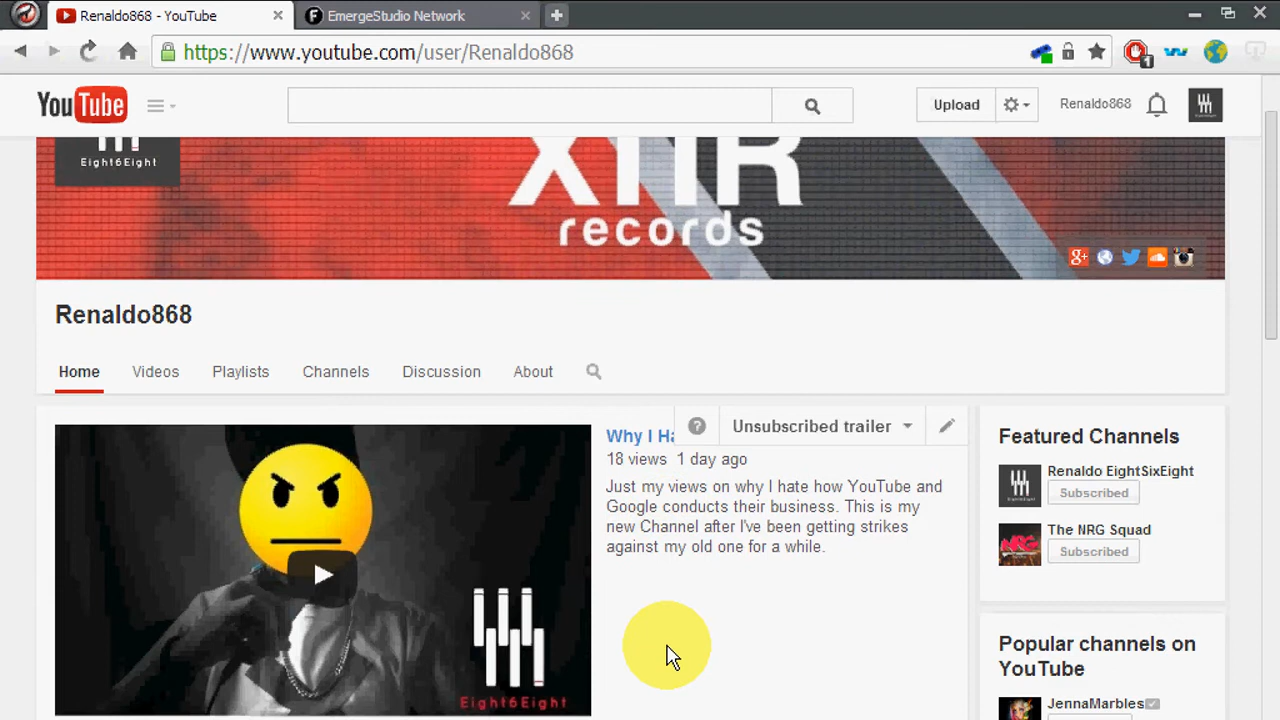 Renaldo868 - YouTube
EmergeStudio Network
https://www.youtube.com/user/Renaldo868
1
YouTube
Upload
Renaldo868
Eight6Eight
records
Renaldo868
Home
Videos
Playlists
Channels
Discussion
About
Why I Ha
Unsubscribed trailer
18 views 1 day ago
Just my views on why I hate how YouTube and
Google conducts their business. This is my
new Channel after I've been getting strikes
against my old one for a while.
Eight6Eight
Featured Channels
Renaldo EightSixEight
Subscribed
The NRG Squad
Subscribed
Popular channels on
YouTube
JennaMarbles